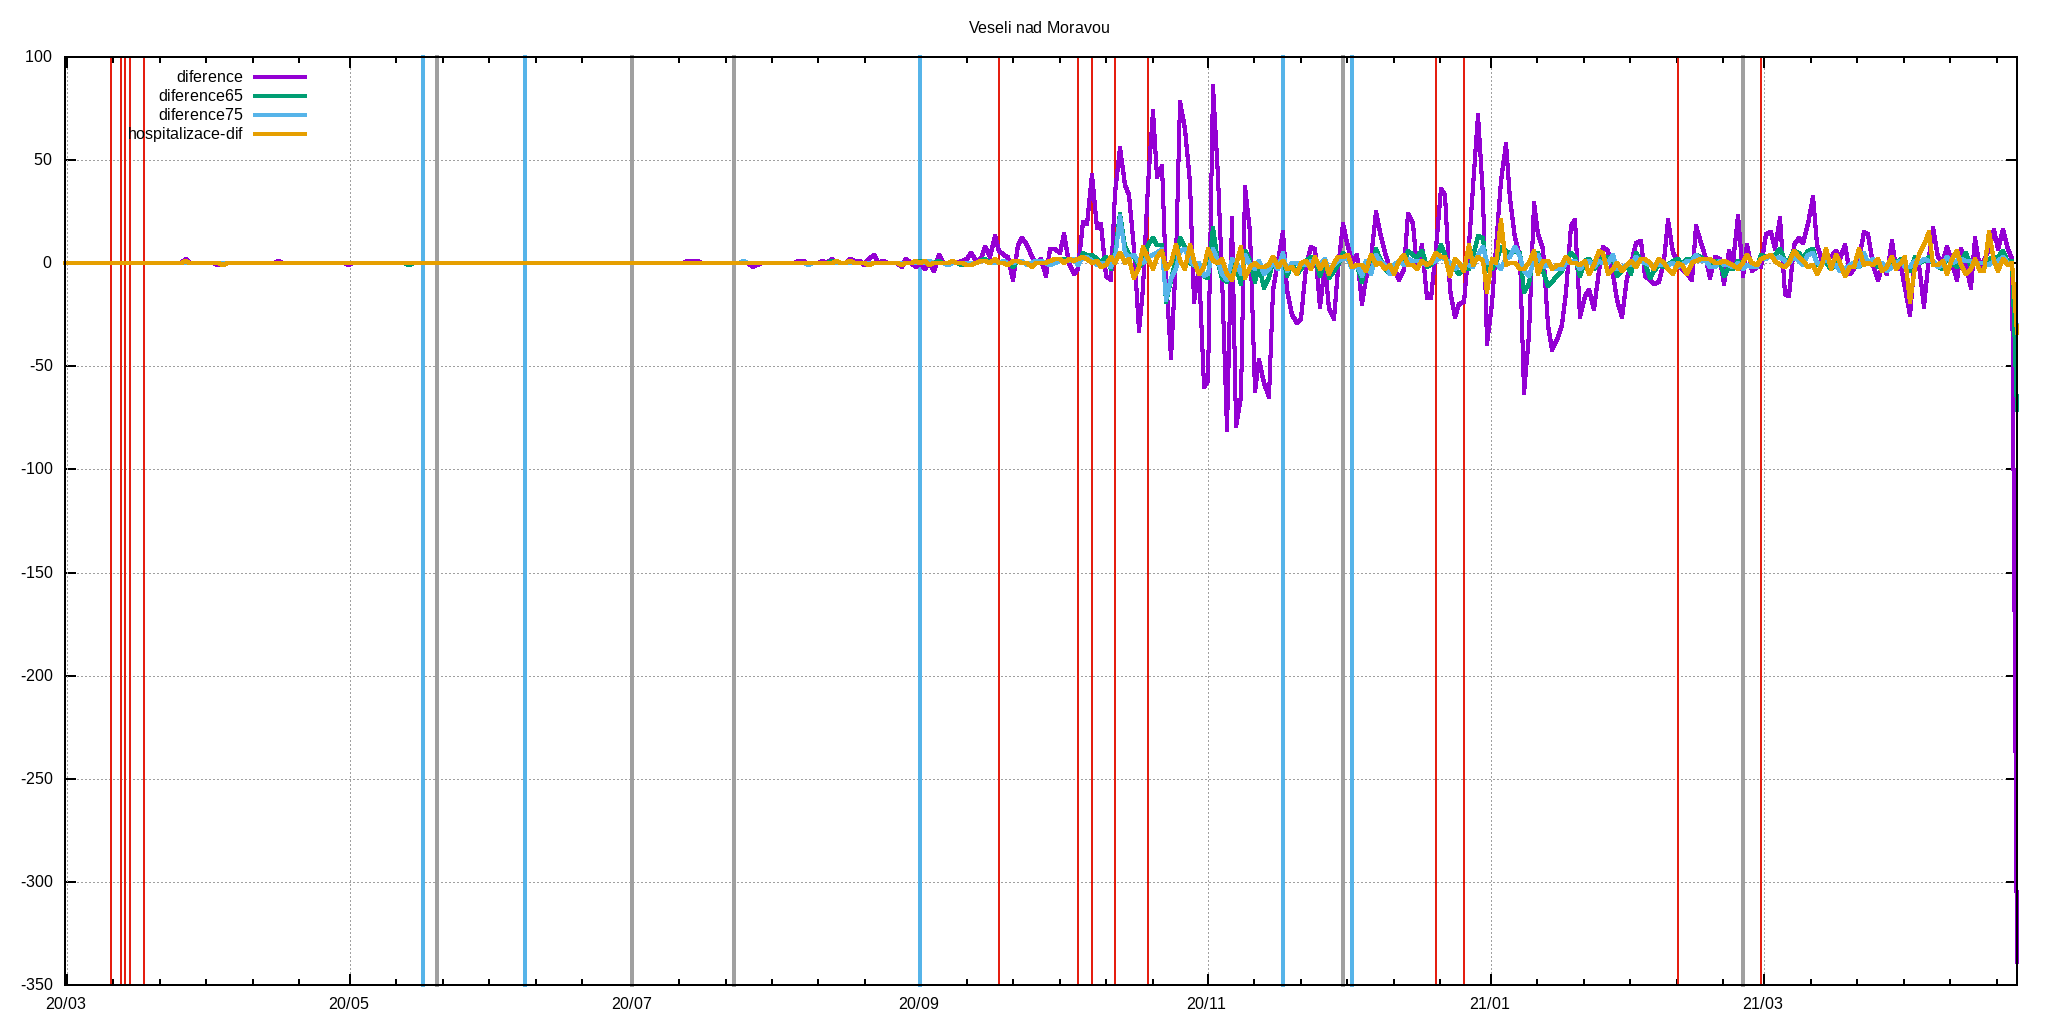 Veseli nad Moravou
diference
diference65
diference75
hospitalizace-dif
100
50
0
-50
-100
-150
-200
-250
-300
-350
20/03 20/05 20/07 20/09 20/11 21/01 21/03